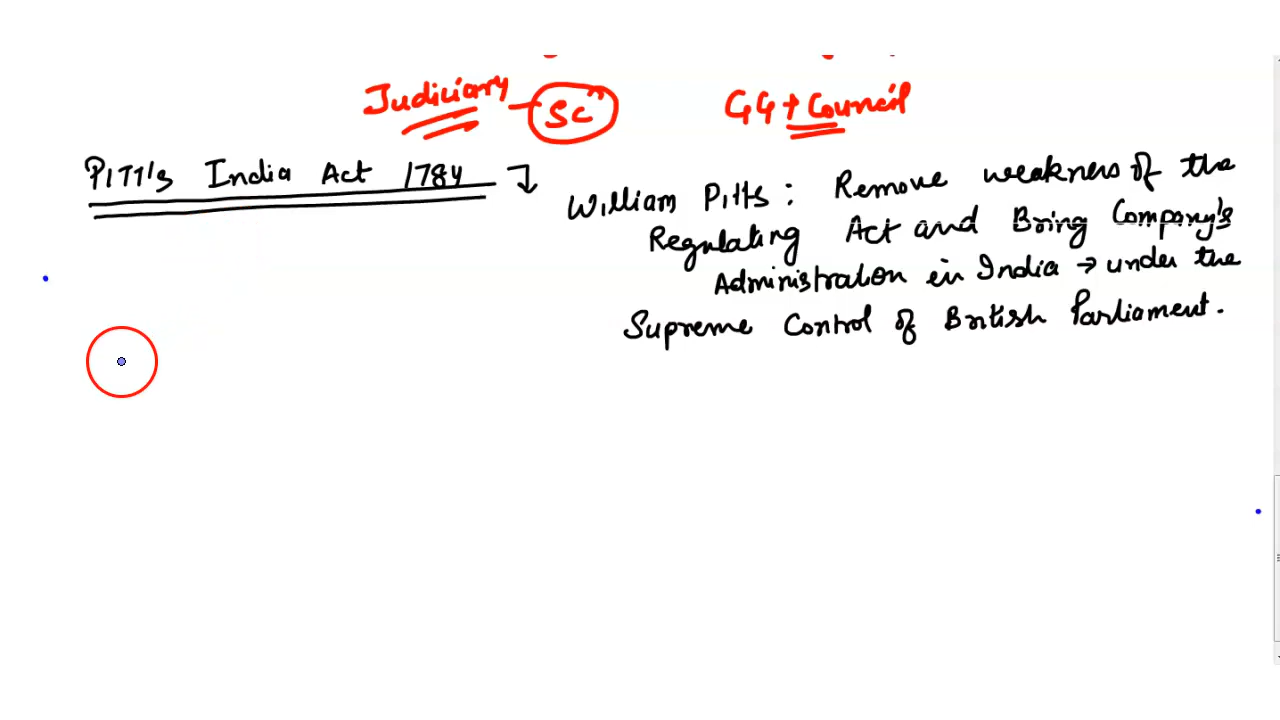 Judiciary - SC GG + Council
PITT's India Act 1784
William Pitts : Remove weakness of the
Regulating Act and Bring Company's
Administration in India → under the
Supreme Control of British Parliament.